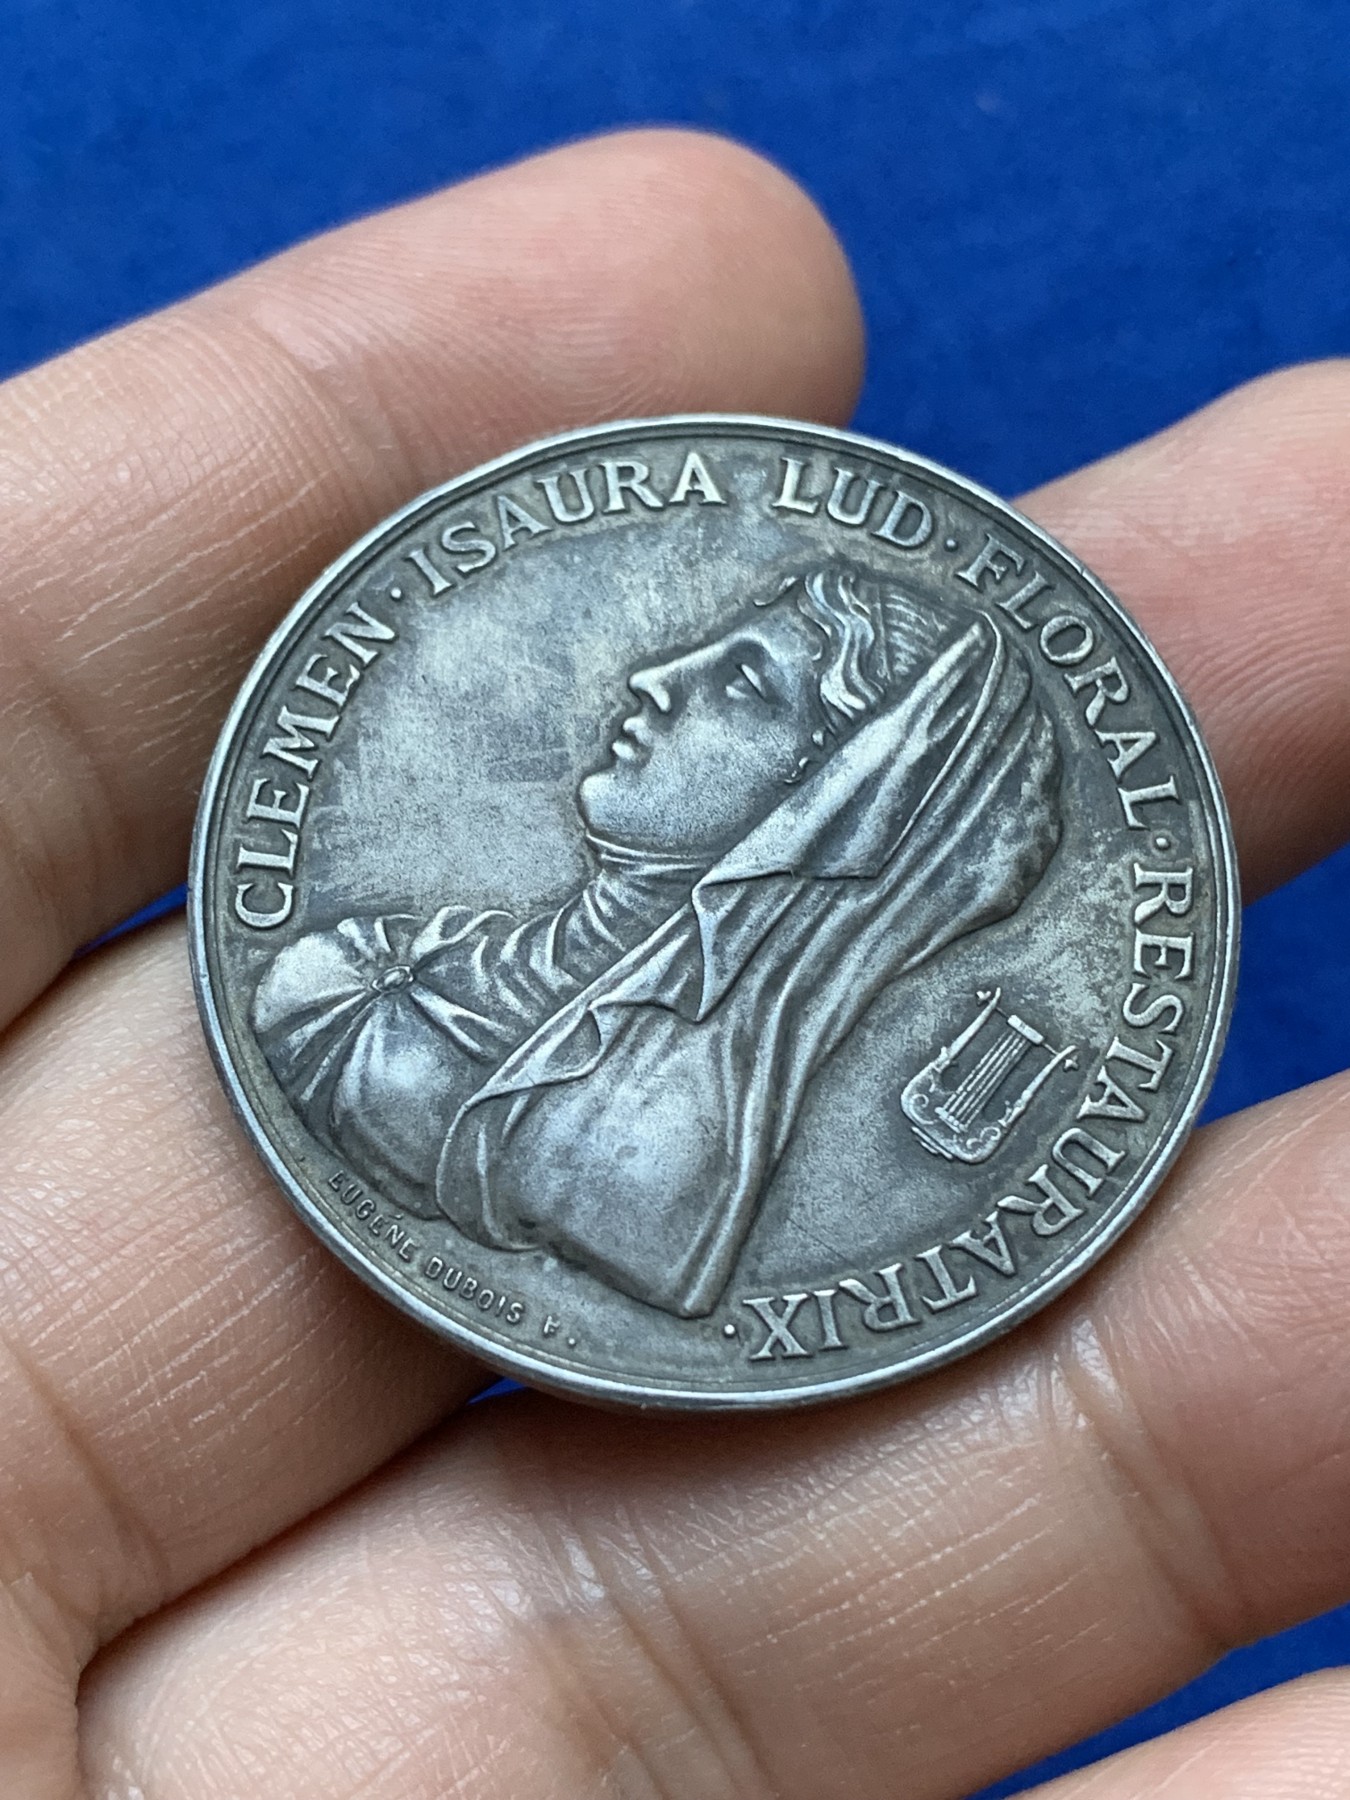 CLEMEN · ISAURA LUD · FLORAL · RESTAURATRIX ·
EUGÈNE DUBOIS F.